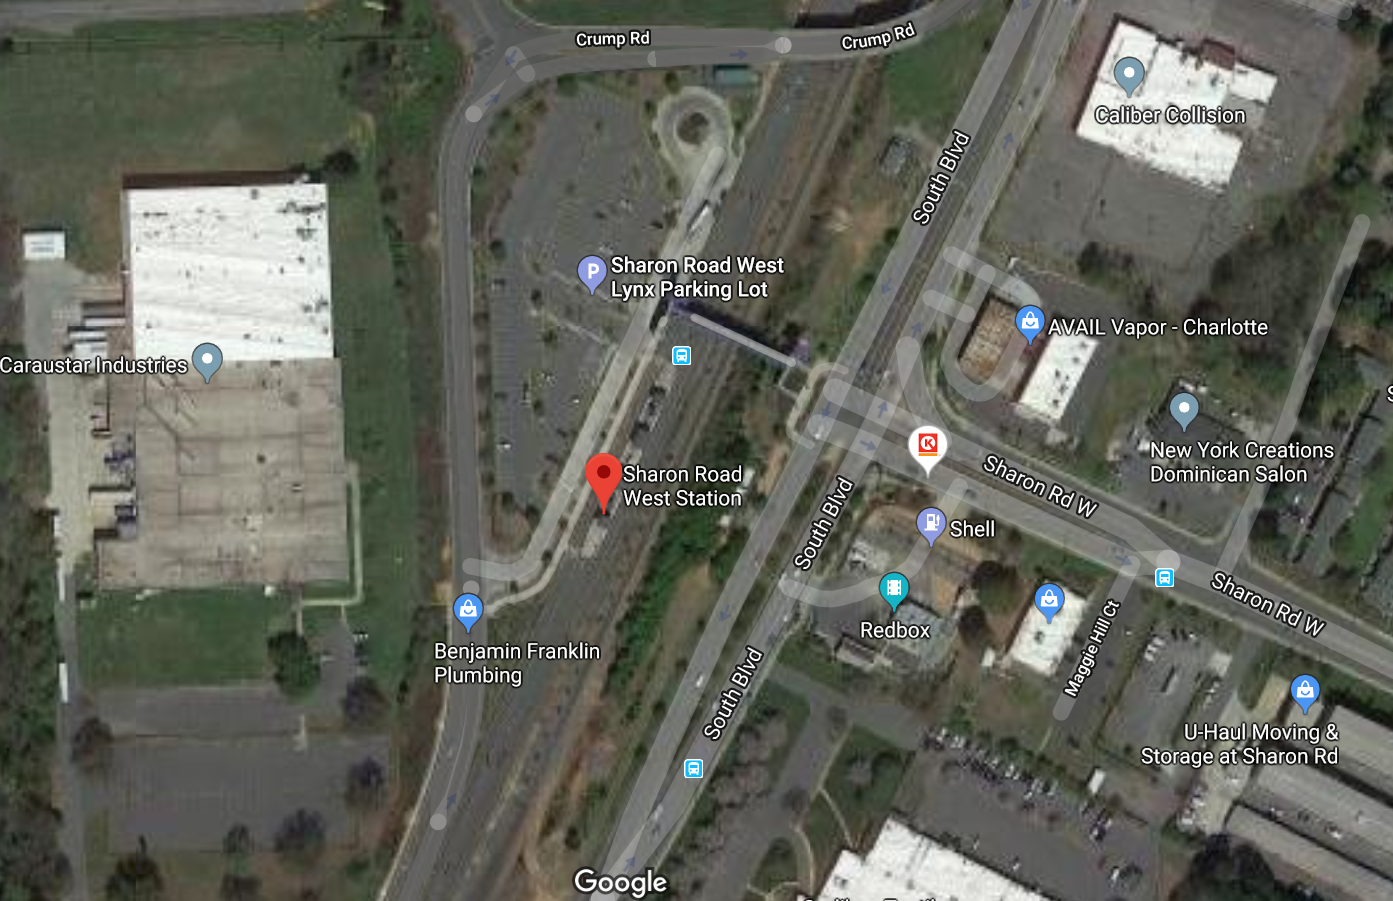 Crump Rd
Crump Rd
Caliber Collision
South Blvd
P
Sharon Road West
Lynx Parking Lot
AVAIL Vapor - Charlotte
Caraustar Industries
New York Creations
Dominican Salon
K
Sharon Rd W
Sharon Road
West Station
South Blvd
Shell
Sharon Rd W
Redbox
Maggie Hill Ct
Benjamin Franklin
Plumbing
South Blvd
U-Haul Moving &
Storage at Sharon Rd
Google